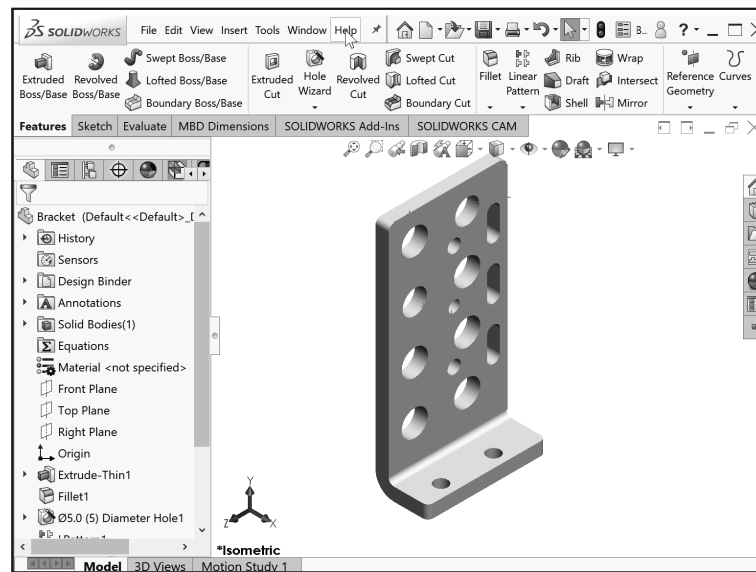 SOLIDWORKS File Edit View Insert Tools Window Help B... ?
Extruded Boss/Base
Revolved Boss/Base
Swept Boss/Base
Lofted Boss/Base
Boundary Boss/Base
Extruded Cut
Hole Wizard
Revolved Cut
Swept Cut
Lofted Cut
Boundary Cut
Fillet
Linear Pattern
Rib
Draft
Shell
Wrap
Intersect
Mirror
Reference Geometry
Curves
Features Sketch Evaluate MBD Dimensions SOLIDWORKS Add-Ins SOLIDWORKS CAM
Bracket (Default<<Default>_
History
Sensors
Design Binder
Annotations
Solid Bodies(1)
Equations
Material <not specified>
Front Plane
Top Plane
Right Plane
Origin
Extrude-Thin1
Fillet1
Ø5.0 (5) Diameter Hole1
Y
Z
X
*Isometric
Model 3D Views Motion Study 1